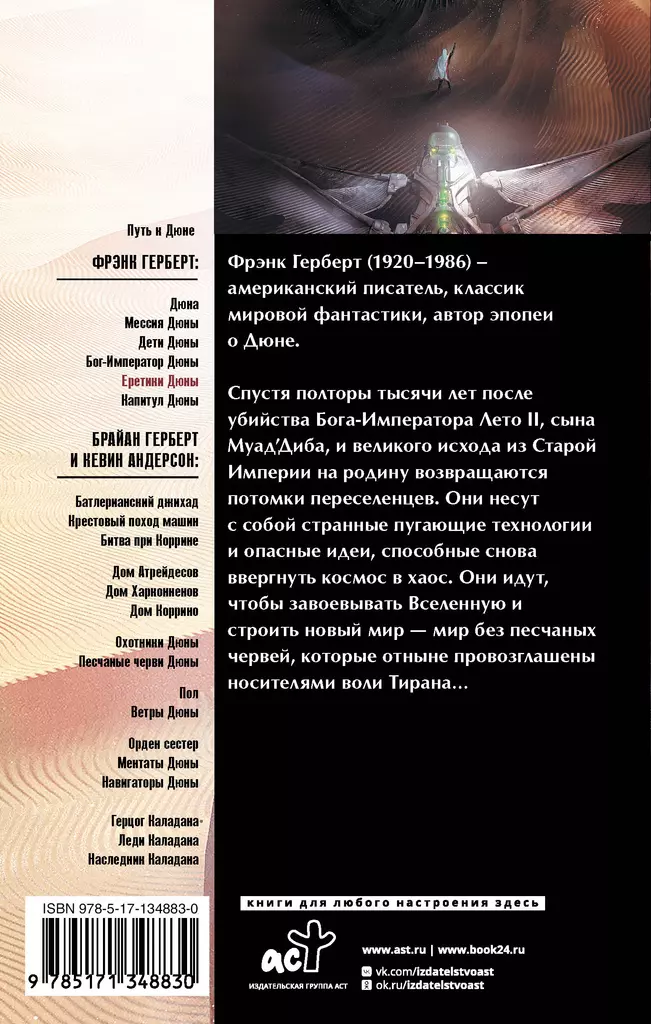 Путь к Дюне
ФРЭНК ГЕРБЕРТ:
Дюна
Мессия Дюны
Дети Дюны
Бог-Император Дюны
Еретики Дюны
Капитул Дюны
БРАЙАН ГЕРБЕРТ
И КЕВИН АНДЕРСОН:
Батлерианский джихад
Крестовый поход машин
Битва при Коррине
Дом Атрейдесов
Дом Харконненов
Дом Коррино
Охотники Дюны
Песчаные черви Дюны
Пол
Ветры Дюны
Орден сестер
Ментаты Дюны
Навигаторы Дюны
Герцог Каладана
Леди Каладана
Наследник Каладана
ISBN 978-5-17-134883-0
9 785171 348830
Фрэнк Герберт (1920–1986) –
американский писатель, классик
мировой фантастики, автор эпопеи
о Дюне.
Спустя полторы тысячи лет после
убийства Бога-Императора Лето II, сына
Муад’Диба, и великого исхода из Старой
Империи на родину возвращаются
потомки переселенцев. Они несут
с собой странные пугающие технологии
и опасные идеи, способные снова
ввергнуть космос в хаос. Они идут,
чтобы завоевывать Вселенную и
строить новый мир — мир без песчаных
червей, которые отныне провозглашены
носителями воли Тирана...
книги для любого настроения здесь
аст
ИЗДАТЕЛЬСКАЯ ГРУППА АСТ
www.ast.ru | www.book24.ru
vk.com/izdatelstvoast
ok.ru/izdatelstvoast